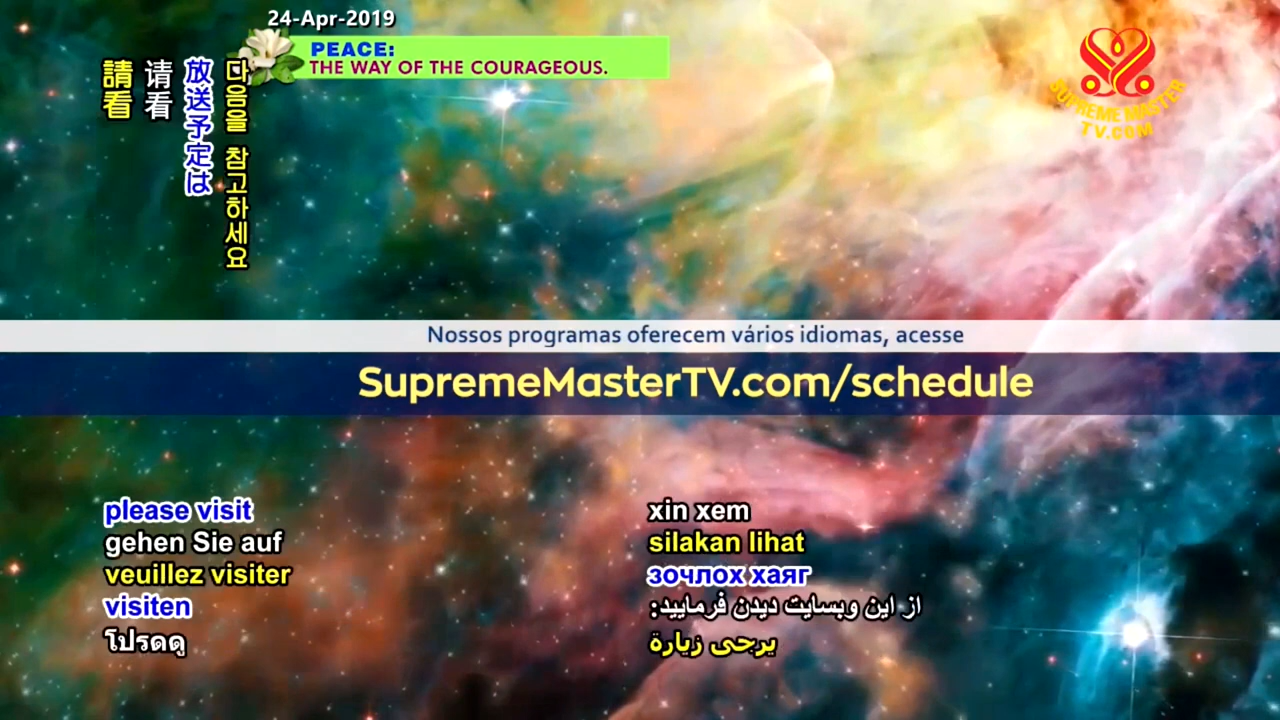 24-Apr-2019
PEACE:
THE WAY OF THE COURAGEOUS.
SUPREME MASTER
TV.COM
請看
请看
放送予定は
다음을 참고하세요
Nossos programas oferecem vários idiomas, acesse
SupremeMasterTV.com/schedule
please visit
gehen Sie auf
veuillez visiter
visiten
โปรดดู
xin xem
silakan lihat
зочлох хаяг
از این وبسایت دیدن فرمایید:
يرجى زيارة